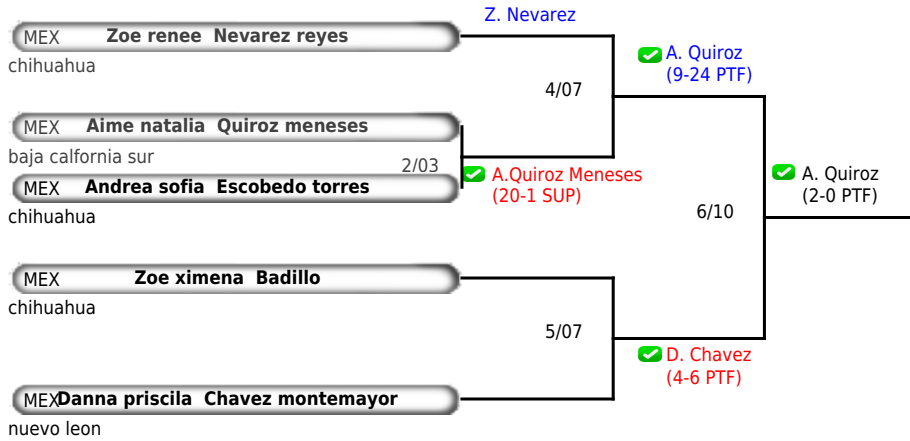 Z. Nevarez
MEX Zoe renee Nevarez reyes
chihuahua
A. Quiroz
(9-24 PTF)
4/07
MEX Aime natalia Quiroz meneses
baja calfornia sur
2/03
A.Quiroz Meneses
(20-1 SUP)
A. Quiroz
(2-0 PTF)
MEX Andrea sofia Escobedo torres
chihuahua
6/10
MEX Zoe ximena Badillo
chihuahua
5/07
D. Chavez
(4-6 PTF)
MEX Danna priscila Chavez montemayor
nuevo leon